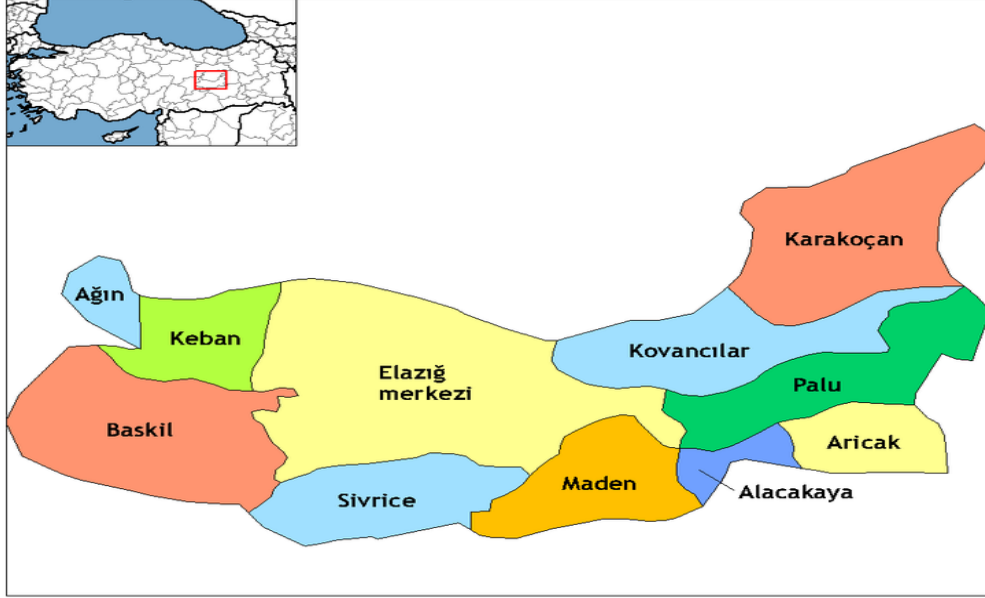 Karakoçan
Ağın
Keban
Kovancılar
Elazığ
merkezi
Palu
Baskil
Aricak
Maden
Alacakaya
Sivrice